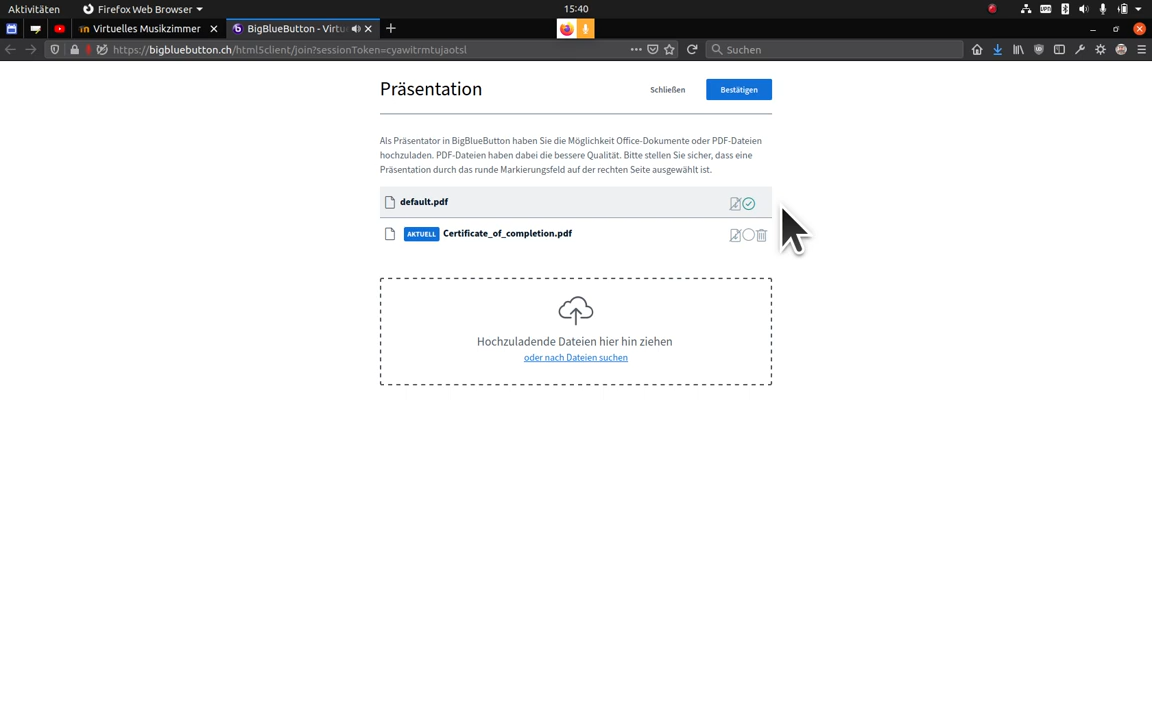 Aktivitäten
Firefox Web Browser
15:40
Virtuelles Musikzimmer
BigBlueButton - Virtu
https://bigbluebutton.ch/html5client/join?sessionToken=cyawitrmtujaotsl
Suchen
Präsentation
Schließen
Bestätigen
Als Präsentator in BigBlueButton haben Sie die Möglichkeit Office-Dokumente oder PDF-Dateien
hochzuladen. PDF-Dateien haben dabei die bessere Qualität. Bitte stellen Sie sicher, dass eine
Präsentation durch das runde Markierungsfeld auf der rechten Seite ausgewählt ist.
default.pdf
AKTUELL Certificate_of_completion.pdf
Hochzuladende Dateien hier hin ziehen
oder nach Dateien suchen